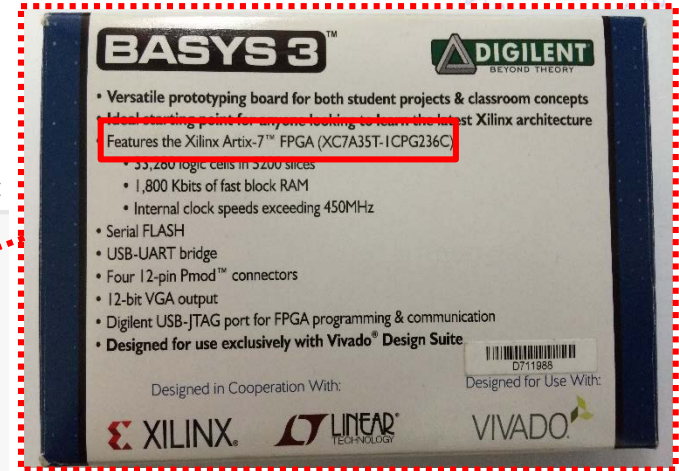 BASYS 3™
DIGILENT
BEYOND THEORY
• Versatile prototyping board for both student projects & classroom concepts
• Ideal starting point for anyone looking to learn the latest Xilinx architecture
• Features the Xilinx Artix-7™ FPGA (XC7A35T-1CPG236C)
• 33,280 logic cells in 5200 slices
• 1,800 Kbits of fast block RAM
• Internal clock speeds exceeding 450MHz
• Serial FLASH
• USB-UART bridge
• Four 12-pin Pmod™ connectors
• 12-bit VGA output
• Digilent USB-JTAG port for FPGA programming & communication
• Designed for use exclusively with Vivado® Design Suite
D711988
Designed in Cooperation With:
Designed for Use With:
XILINX®
LINEAR®
TECHNOLOGY
VIVADO